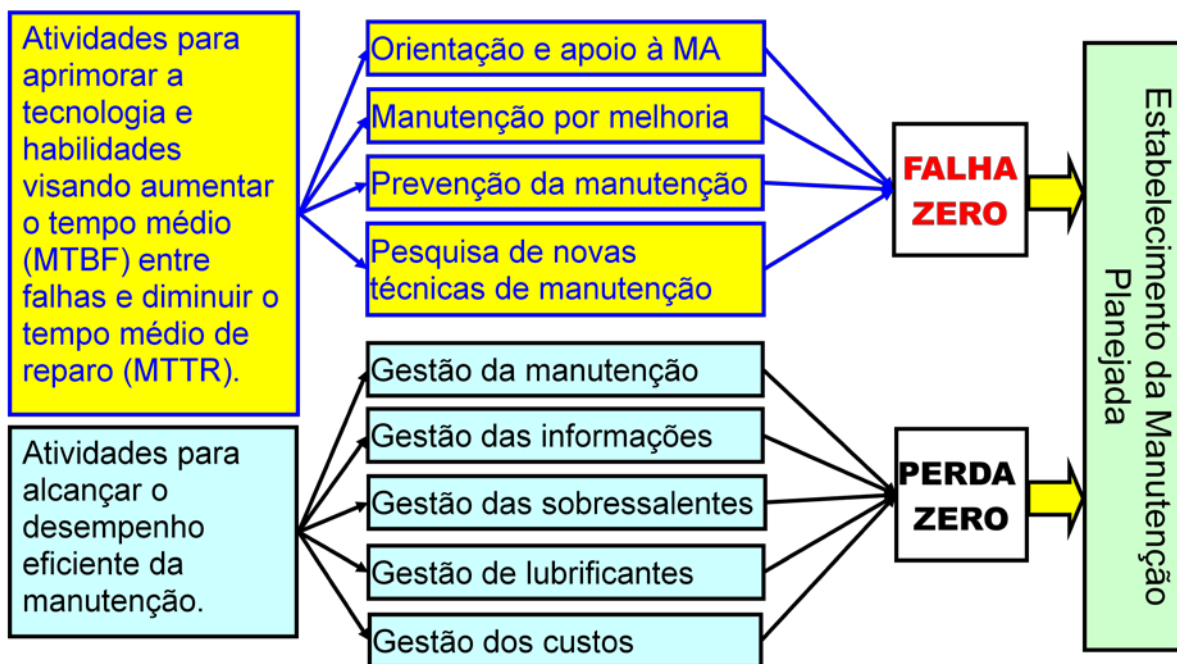 Atividades para
aprimorar a
tecnologia e
habilidades
visando aumentar
o tempo médio
(MTBF) entre
falhas e diminuir o
tempo médio de
reparo (MTTR).
Orientação e apoio à MA
Manutenção por melhoria
Prevenção da manutenção
Pesquisa de novas
técnicas de manutenção
FALHA
ZERO
Atividades para
alcançar o
desempenho
eficiente da
manutenção.
Gestão da manutenção
Gestão das informações
Gestão das sobressalentes
Gestão de lubrificantes
Gestão dos custos
PERDA
ZERO
Estabelecimento da Manutenção
Planejada